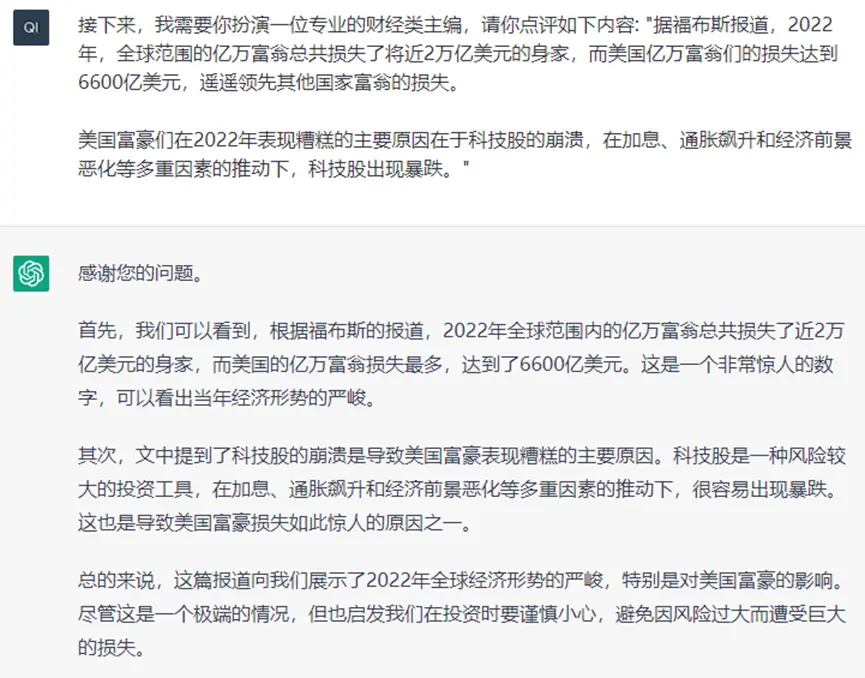 QI
接下来，我需要你扮演一位专业的财经类主编，请你点评如下内容: "据福布斯报道，2022
年，全球范围的亿万富翁总共损失了将近2万亿美元的身家，而美国亿万富翁们的损失达到
6600亿美元，遥遥领先其他国家富翁的损失。
美国富豪们在2022年表现糟糕的主要原因在于科技股的崩溃，在加息、通胀飙升和经济前景
恶化等多重因素的推动下，科技股出现暴跌。"
感谢您的问题。
首先，我们可以看到，根据福布斯的报道，2022年全球范围内的亿万富翁总共损失了近2万
亿美元的身家，而美国的亿万富翁损失最多，达到了6600亿美元。这是一个非常惊人的数
字，可以看出当年经济形势的严峻。
其次，文中提到了科技股的崩溃是导致美国富豪表现糟糕的主要原因。科技股是一种风险较
大的投资工具，在加息、通胀飙升和经济前景恶化等多重因素的推动下，很容易出现暴跌。
这也是导致美国富豪损失如此惊人的原因之一。
总的来说，这篇报道向我们展示了2022年全球经济形势的严峻，特别是对美国富豪的影响。
尽管这是一个极端的情况，但也启发我们在投资时要谨慎小心，避免因风险过大而遭受巨大
的损失。